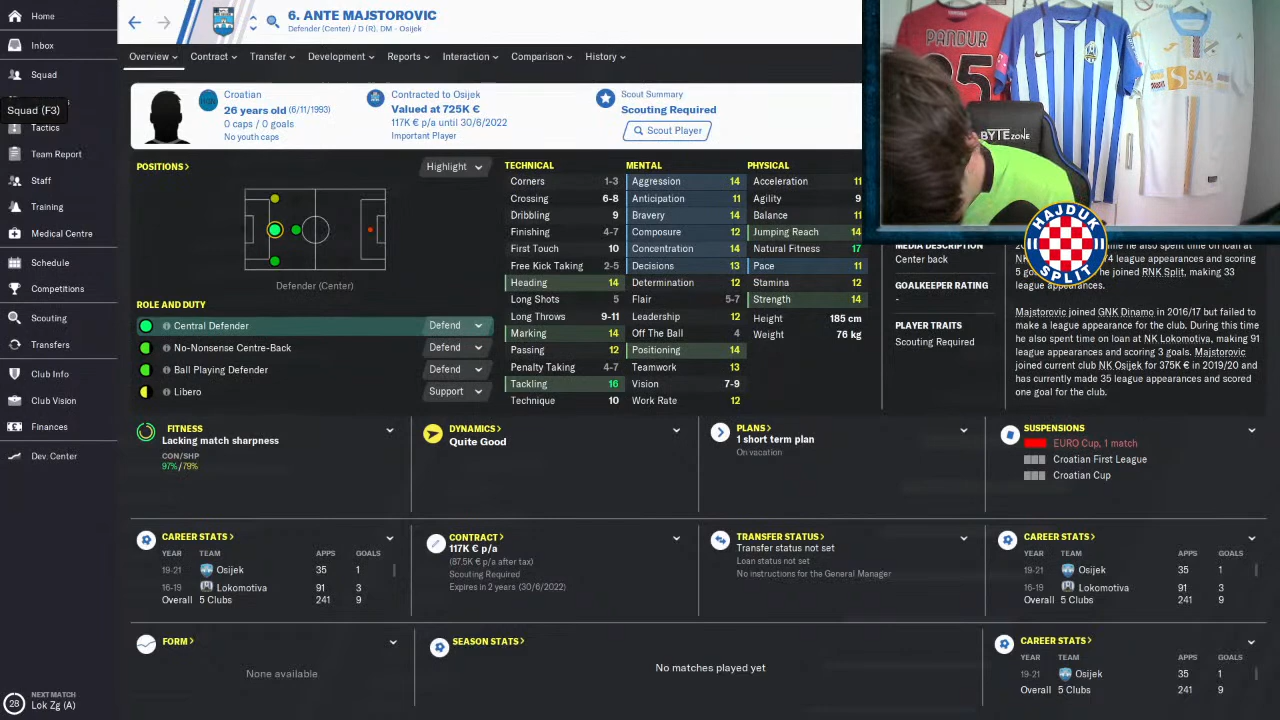 Home
Inbox
Squad
Squad (F3)
Tactics
Team Report
Staff
Training
Medical Centre
Schedule
Competitions
Scouting
Transfers
Club Info
Club Vision
Finances
Dev. Center
28
NEXT MATCH
Lok Zg (A)
6. ANTE MAJSTOROVIC
Defender (Center) / D (R), DM - Osijek
Overview
Contract
Transfer
Development
Reports
Interaction
Comparison
History
Croatian
26 years old (6/11/1993)
0 caps / 0 goals
No youth caps
Contracted to Osijek
Valued at 725K €
117K € p/a until 30/6/2022
Important Player
Scout Summary
Scouting Required
Scout Player
POSITIONS
Highlight
Defender (Center)
ROLE AND DUTY
Central Defender Defend
No-Nonsense Centre-Back Defend
Ball Playing Defender Defend
Libero Support
TECHNICAL
Corners 1-3
Crossing 6-8
Dribbling 9
Finishing 4-7
First Touch 10
Free Kick Taking 2-5
Heading 14
Long Shots 5
Long Throws 9-11
Marking 14
Passing 12
Penalty Taking 4-7
Tackling 16
Technique 10
MENTAL
Aggression 14
Anticipation 11
Bravery 14
Composure 12
Concentration 14
Decisions 13
Determination 12
Flair 5-7
Leadership 12
Off The Ball 4
Positioning 14
Teamwork 13
Vision 7-9
Work Rate 12
PHYSICAL
Acceleration 11
Agility 9
Balance 11
Jumping Reach 14
Natural Fitness 17
Pace 11
Stamina 12
Strength 14
Height 185 cm
Weight 76 kg
PANDUR
BYTEZONE
SAVA
HAJDUK
SPLIT
MEDIA DESCRIPTION
Center back
GOALKEEPER RATING
-
PLAYER TRAITS
Scouting Required
time he also spent on loan at
4 league appearances and scoring
he joined RNK Split, making 33
league appearances.
Majstorovic joined GNK Dinamo in 2016/17 but failed to
make a league appearance for the club. During this time
he also spent on loan at NK Lokomotiva, making 91
league appearances and scoring 3 goals. Majstorovic
joined current club NK Osijek for 375K € in 2019/20 and
has currently made 35 league appearances and scored
one goal for the club.
FITNESS
Lacking match sharpness
CON/SHP
97%/79%
DYNAMICS
Quite Good
PLANS
1 short term plan
On vacation
SUSPENSIONS
EURO Cup, 1 match
Croatian First League
Croatian Cup
CAREER STATS
YEAR TEAM APPS GOALS
19-21 Osijek 35 1
16-19 Lokomotiva 91 3
Overall 5 Clubs 241 9
CONTRACT
117K € p/a
(87.5K € p/a after tax)
Scouting Required
Expires in 2 years (30/6/2022)
TRANSFER STATUS
Transfer status not set
Loan status not set
No instructions for the General Manager
CAREER STATS
YEAR TEAM APPS GOALS
19-21 Osijek 35 1
16-19 Lokomotiva 91 3
Overall 5 Clubs 241 9
FORM
None available
SEASON STATS
No matches played yet
CAREER STATS
YEAR TEAM APPS GOALS
19-21 Osijek 35 1
Overall 5 Clubs 241 9